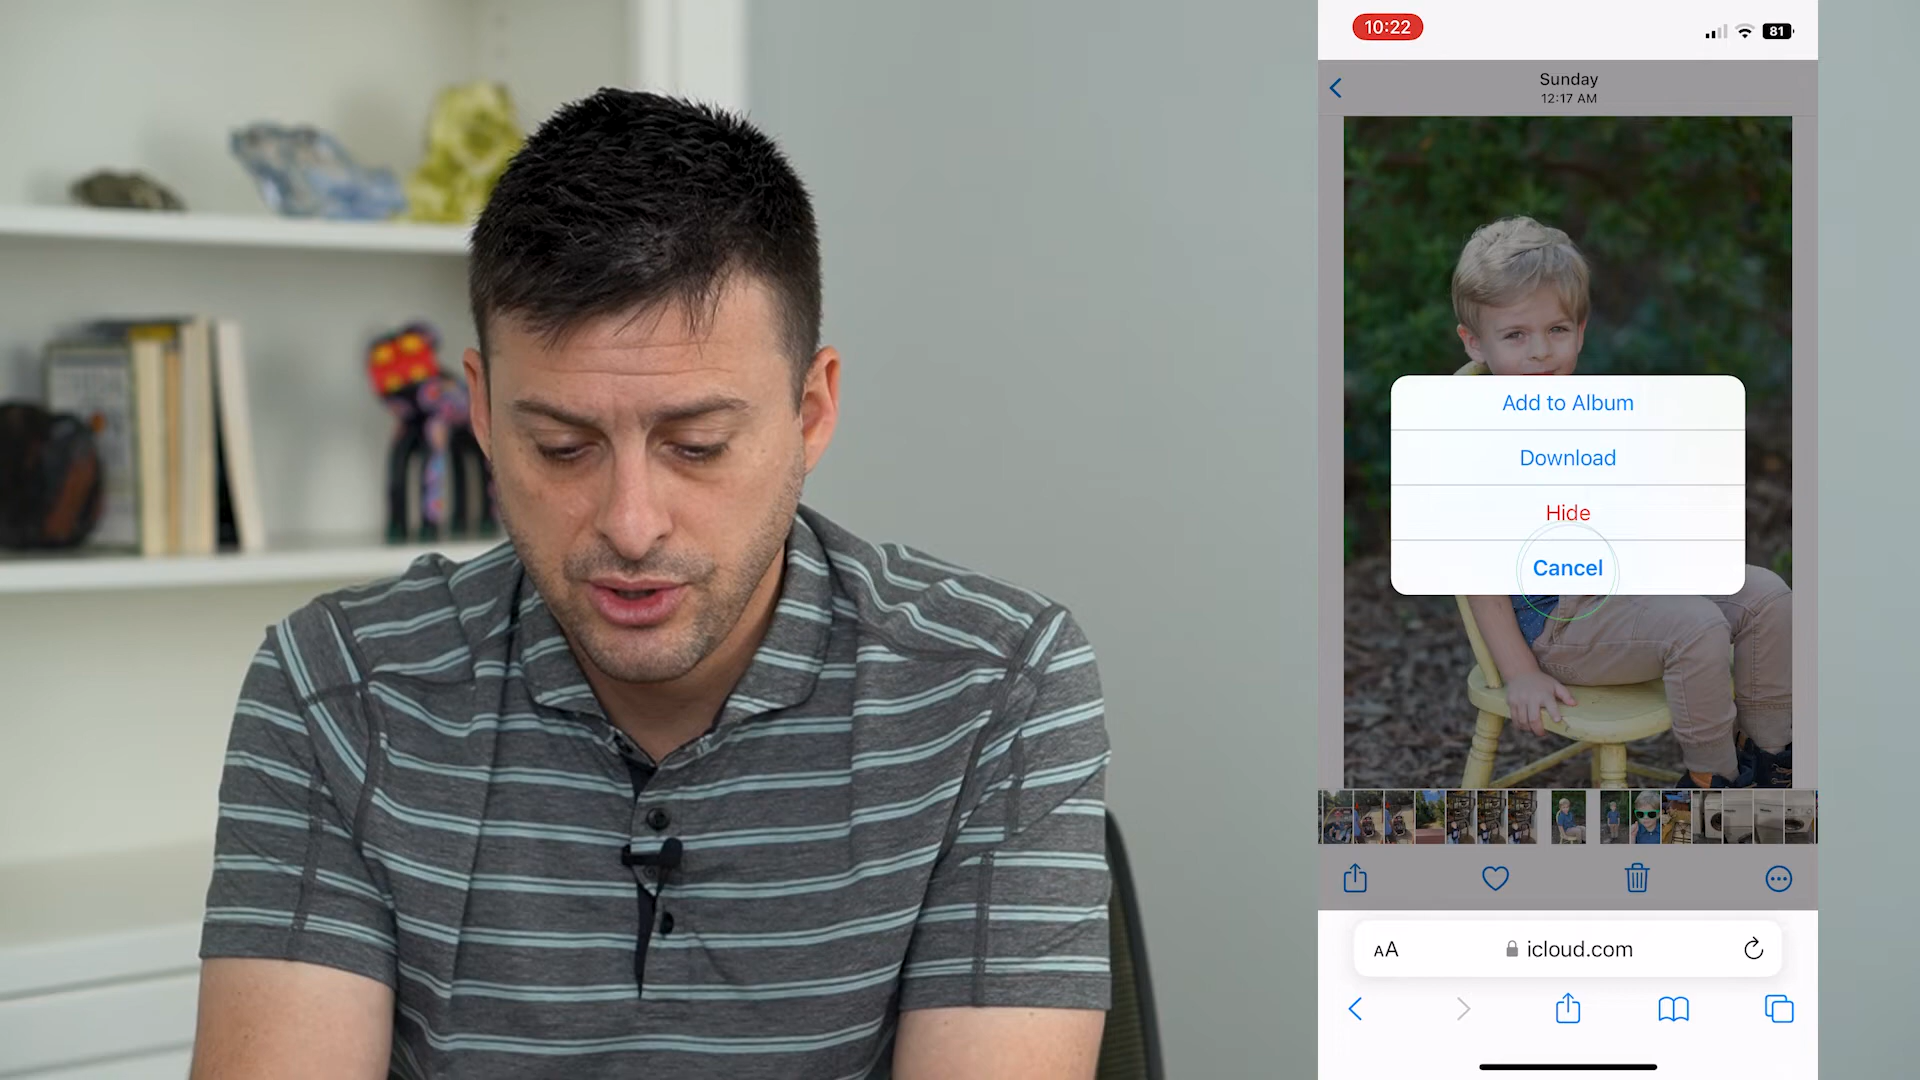 10:22
81
Sunday
12:17 AM
Add to Album
Download
Hide
Cancel
AA
icloud.com